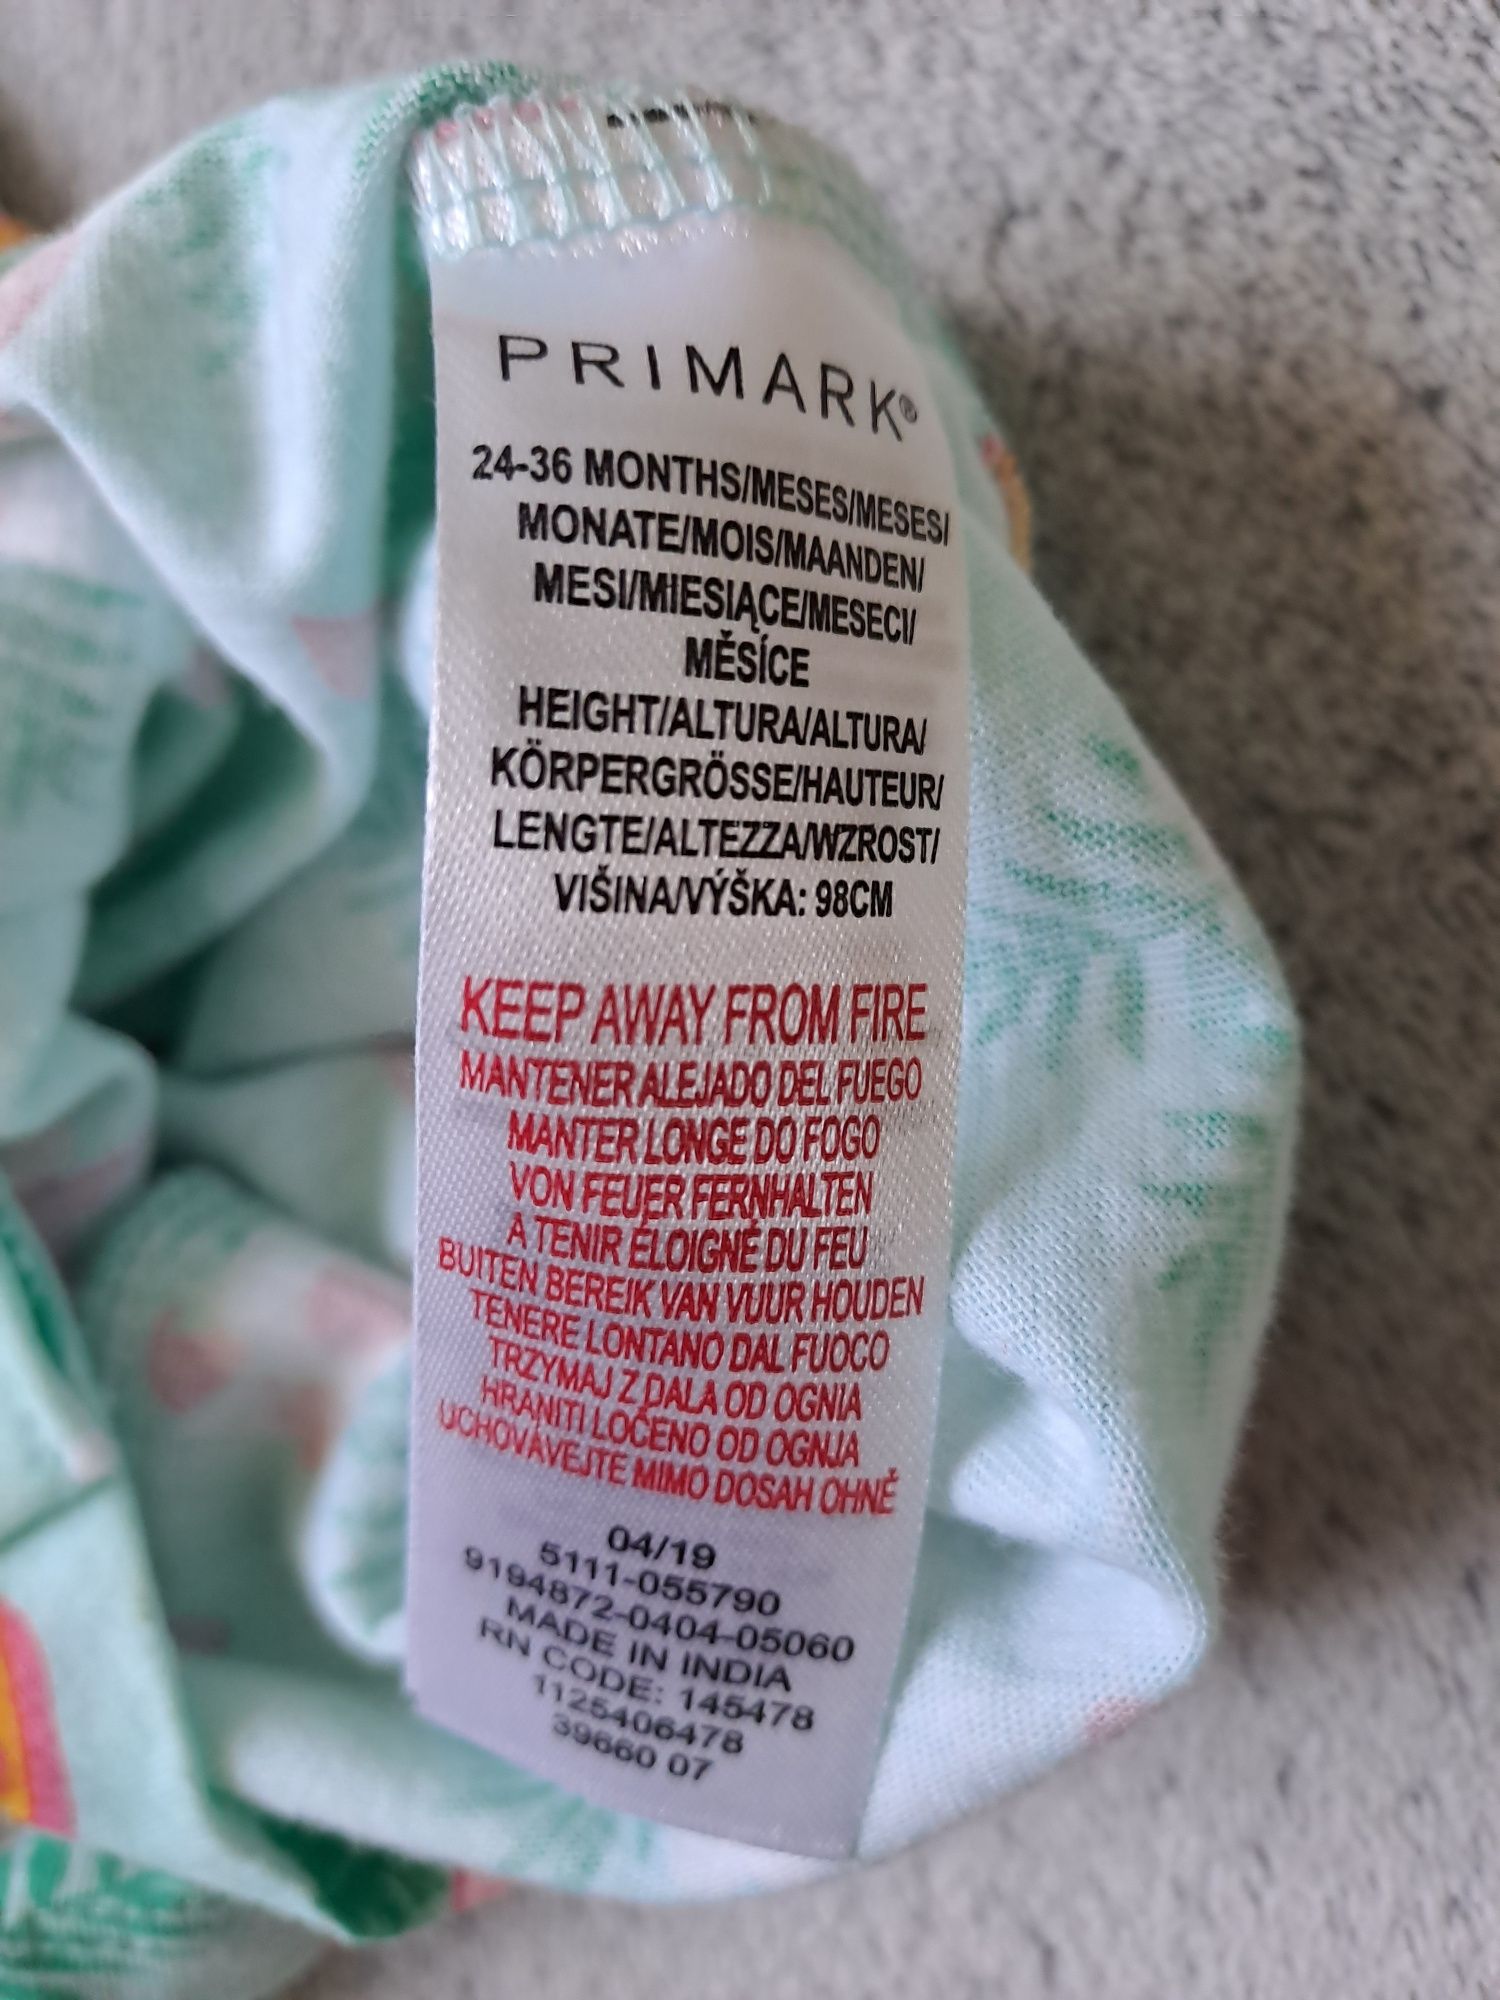 PRIMARK®
24-36 MONTHS/MESES/MESES/
MONATE/MOIS/MAANDEN/
MESI/MIESIĄCE/MESECI/
MĚSÍCE
HEIGHT/ALTURA/ALTURA/
KÖRPERGRÖSSE/HAUTEUR/
LENGTE/ALTEZZA/WZROST/
VIŠINA/VÝŠKA: 98CM
KEEP AWAY FROM FIRE
MANTENER ALEJADO DEL FUEGO
MANTER LONGE DO FOGO
VON FEUER FERNHALTEN
A TENIR ÉLOIGNÉ DU FEU
BUITEN BEREIK VAN VUUR HOUDEN
TENERE LONTANO DAL FUOCO
TRZYMAJ Z DALA OD OGNIA
HRANITI LOČENO OD OGNJA
UCHOVÁVEJTE MIMO DOSAH OHNĚ
04/19
5111-055790
9194872-0404-05060
MADE IN INDIA
RN CODE: 145478
1125406478
39660 07